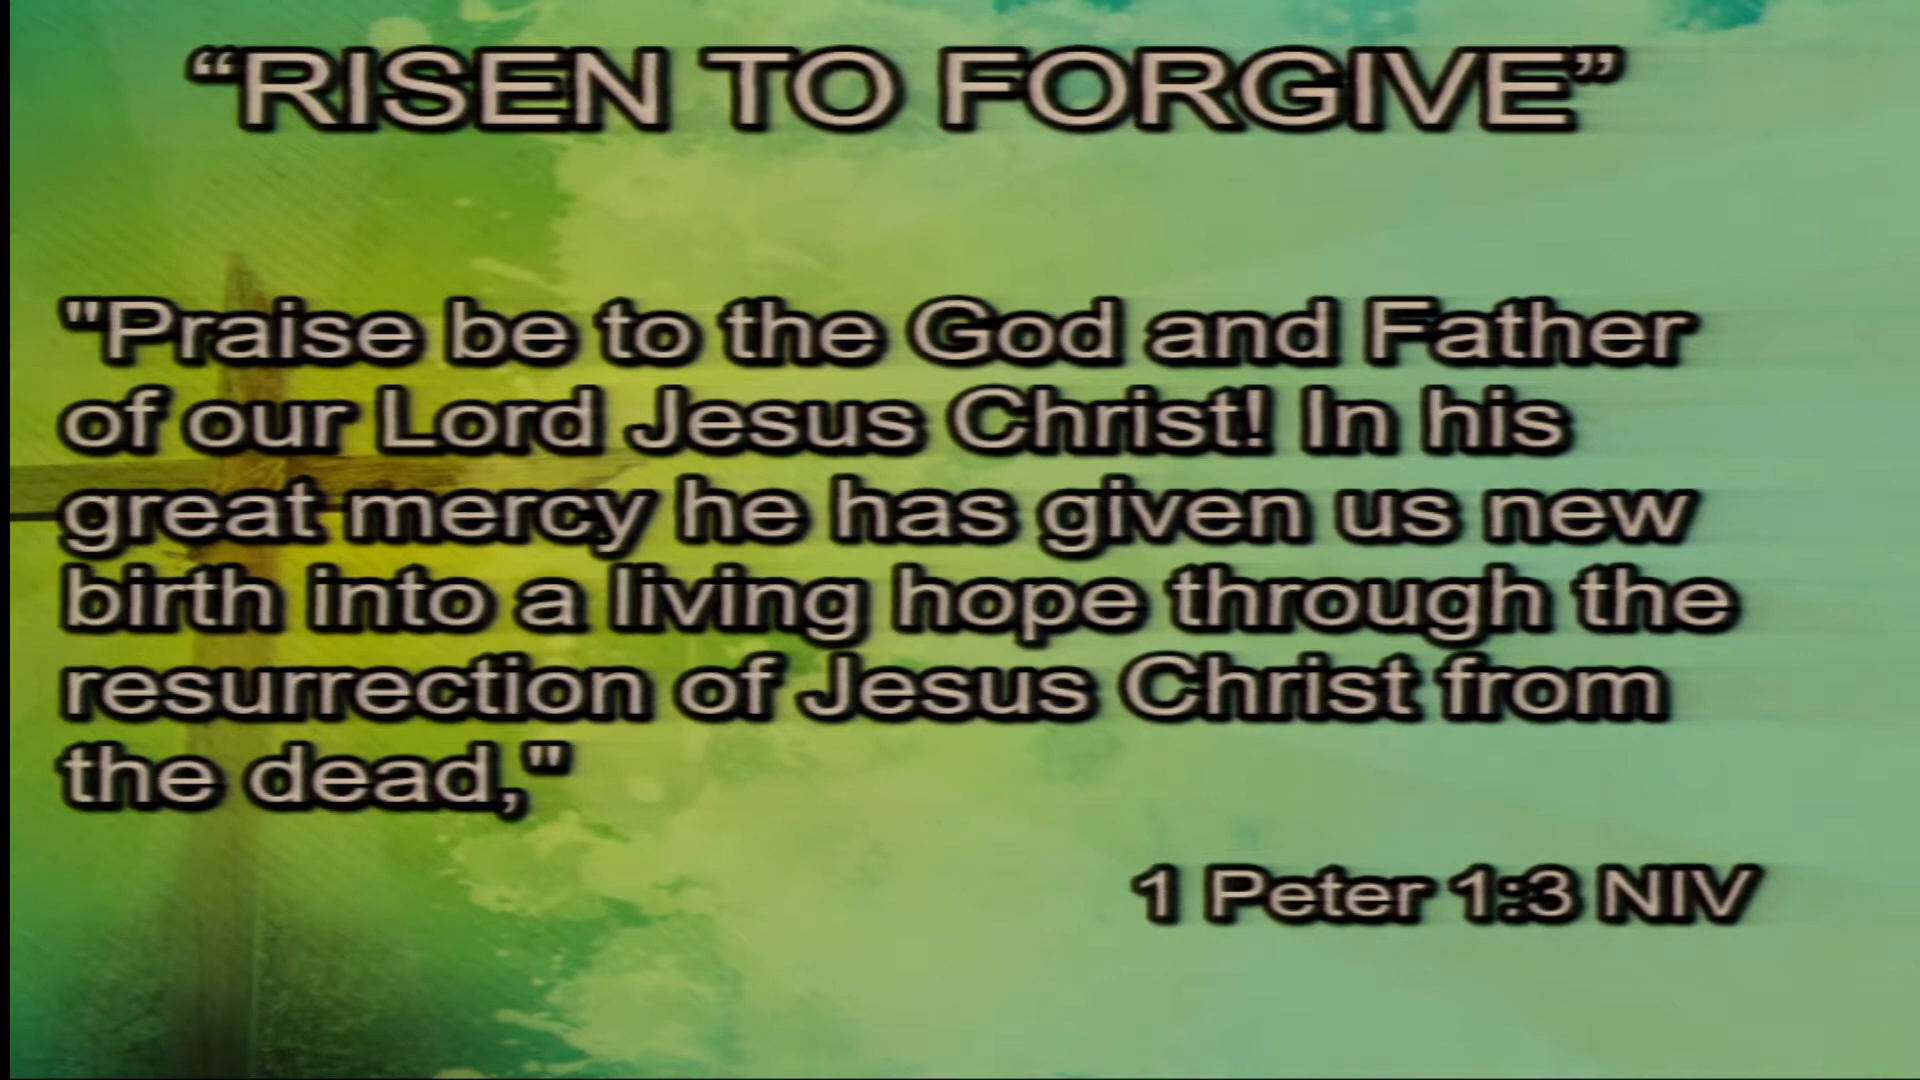 “RISEN TO FORGIVE”
"Praise be to the God and Father
of our Lord Jesus Christ! In his
great mercy he has given us new
birth into a living hope through the
resurrection of Jesus Christ from
the dead,"
1 Peter 1:3 NIV